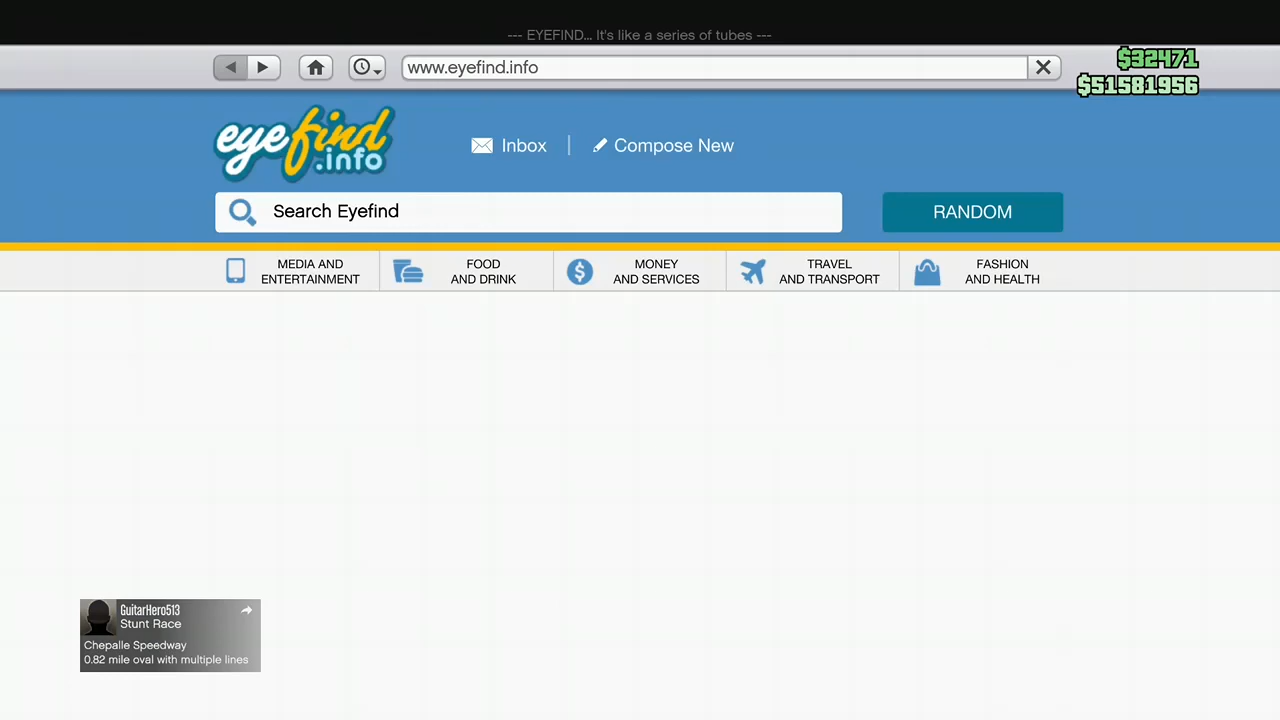 --- EYEFIND... It's like a series of tubes ---
www.eyefind.info
$32471
$51581956
eyefind
.info
Inbox
Compose New
Search Eyefind
RANDOM
MEDIA AND
ENTERTAINMENT
FOOD
AND DRINK
MONEY
AND SERVICES
TRAVEL
AND TRANSPORT
FASHION
AND HEALTH
GuitarHero513
Stunt Race
Chepalle Speedway
0.82 mile oval with multiple lines